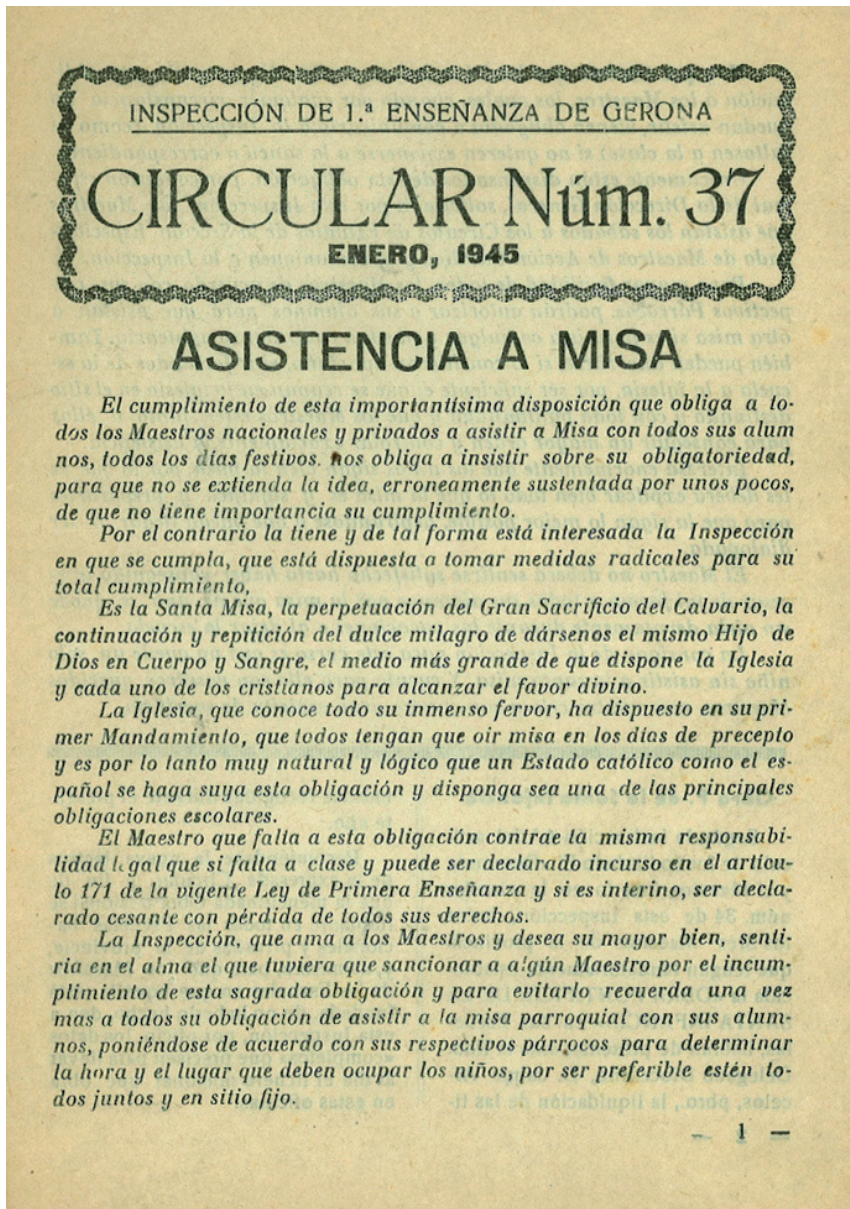 INSPECCIÓN DE 1.ª ENSEÑANZA DE GERONA
CIRCULAR Núm. 37
ENERO, 1945
ASISTENCIA A MISA
El cumplimiento de esta importantísima disposición que obliga a to-
dos los Maestros nacionales y privados a asistir a Misa con todos sus alum
nos, todos los días festivos. nos obliga a insistir sobre su obligatoriedad,
para que no se extienda la idea, erroneamente sustentada por unos pocos,
de que no tiene importancia su cumplimiento.
Por el contrario la tiene y de tal forma está interesada la Inspección
en que se cumpla, que está dispuesta a tomar medidas radicales para su
total cumplimiento,
Es la Santa Misa, la perpetuación del Gran Sacrificio del Calvario, la
continuación y repitición del dulce milagro de dársenos el mismo Hijo de
Dios en Cuerpo y Sangre, el medio más grande de que dispone la Iglesia
y cada uno de los cristianos para alcanzar el favor divino.
La Iglesia, que conoce todo su inmenso fervor, ha dispuesto en su pri-
mer Mandamiento, que todos tengan que oir misa en los días de precepto
y es por lo tanto muy natural y lógico que un Estado católico como el es-
pañol se haga suya esta obligación y disponga sea una de las principales
obligaciones escolares.
El Maestro que falta a esta obligación contrae la misma responsabi-
lidad legal que si falta a clase y puede ser declarado incurso en el artícu-
lo 171 de la vigente Ley de Primera Enseñanza y si es interino, ser decla-
rado cesante con pérdida de todos sus derechos.
La Inspección, que ama a los Maestros y desea su mayor bien, senti-
ría en el alma el que tuviera que sancionar a algún Maestro por el incum-
plimiento de esta sagrada obligación y para evitarlo recuerda una vez
mas a todos su obligación de asistir a la misa parroquial con sus alum-
nos, poniéndose de acuerdo con sus respectivos párrocos para determinar
la hora y el lugar que deben ocupar los niños, por ser preferible estén to-
dos juntos y en sitio fijo.
— 1 —